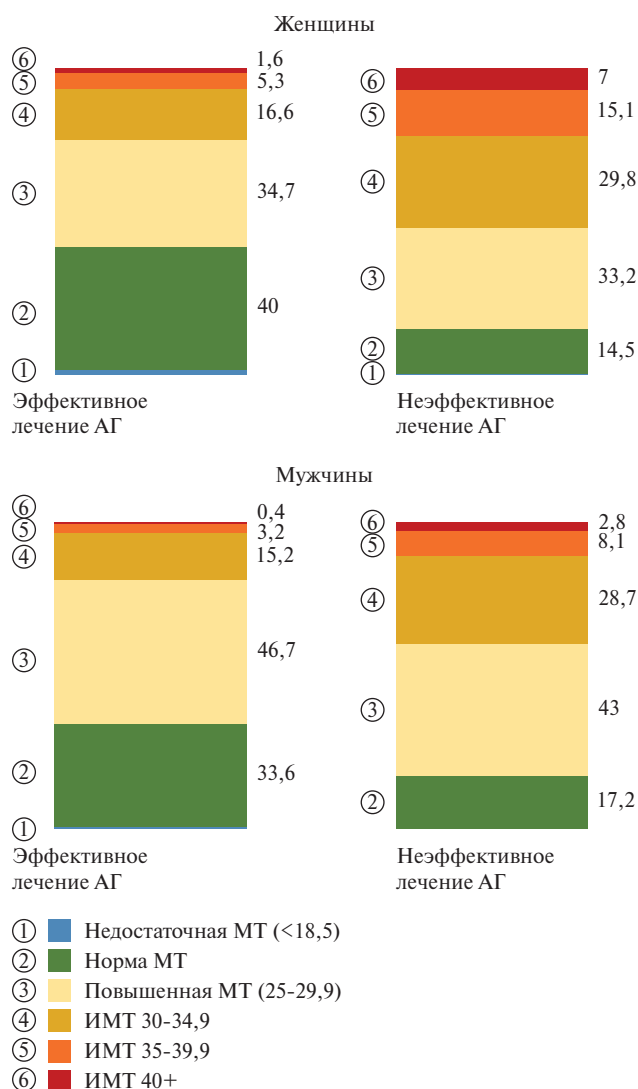 Женщины
⑥ 1,6
⑤ 5,3
④ 16,6
③ 34,7
② 40
①
Эффективное
лечение АГ
⑥ 7
⑤ 15,1
④ 29,8
③ 33,2
② 14,5
①
Неэффективное
лечение АГ
Мужчины
⑥ 0,4
⑤ 3,2
④ 15,2
③ 46,7
② 33,6
①
Эффективное
лечение АГ
⑥ 2,8
⑤ 8,1
④ 28,7
③ 43
② 17,2
Неэффективное
лечение АГ
① Недостаточная МТ (<18,5)
② Норма МТ
③ Повышенная МТ (25-29,9)
④ ИМТ 30-34,9
⑤ ИМТ 35-39,9
⑥ ИМТ 40+